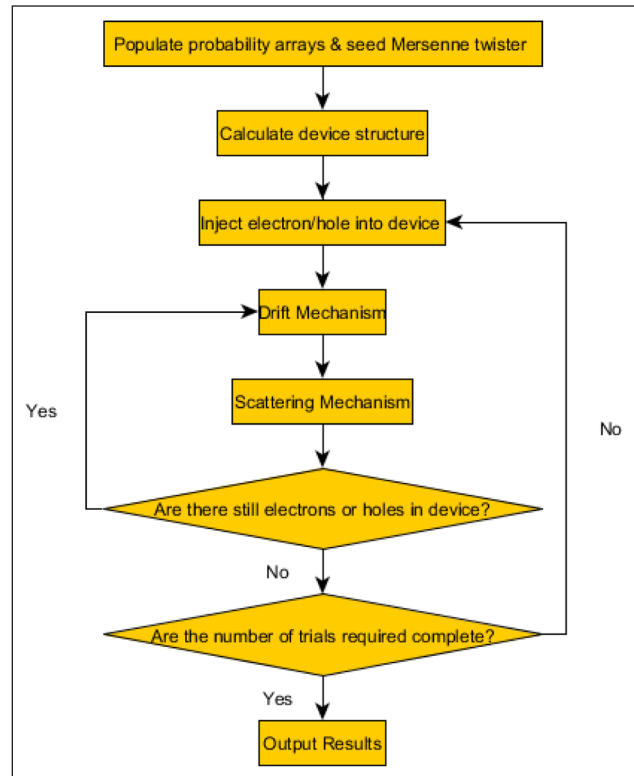 Populate probability arrays & seed Mersenne twister
Calculate device structure
Inject electron/hole into device
Drift Mechanism
Scattering Mechanism
Yes
No
Are there still electrons or holes in device?
No
Are the number of trials required complete?
Yes
Output Results